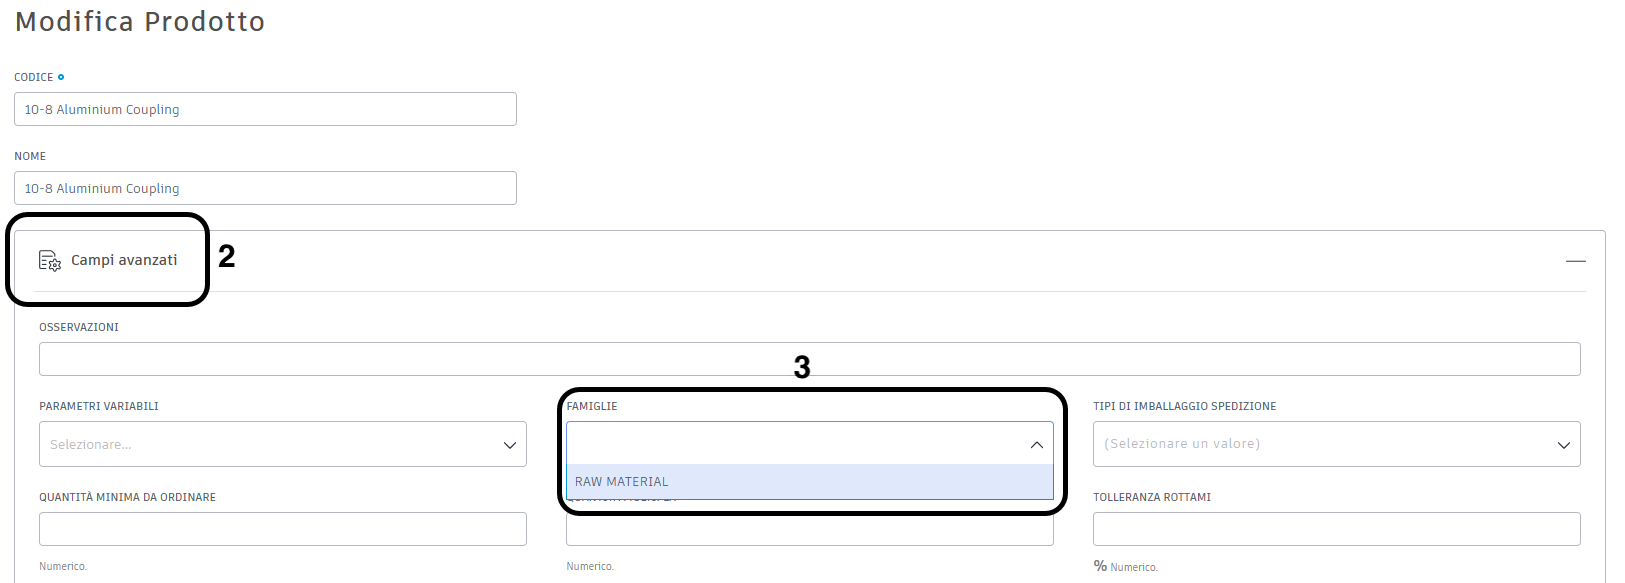 Modifica Prodotto
CODICE
10-8 Aluminium Coupling
NOME
10-8 Aluminium Coupling
Campi avanzati
2
OSSERVAZIONI
3
PARAMETRI VARIABILI
Selezionare...
FAMIGLIE
RAW MATERIAL
TIPI DI IMBALLAGGIO SPEDIZIONE
(Selezionare un valore)
QUANTITÀ MINIMA DA ORDINARE
Numerico.
Numerico.
TOLLERANZA ROTTAMI
% Numerico.